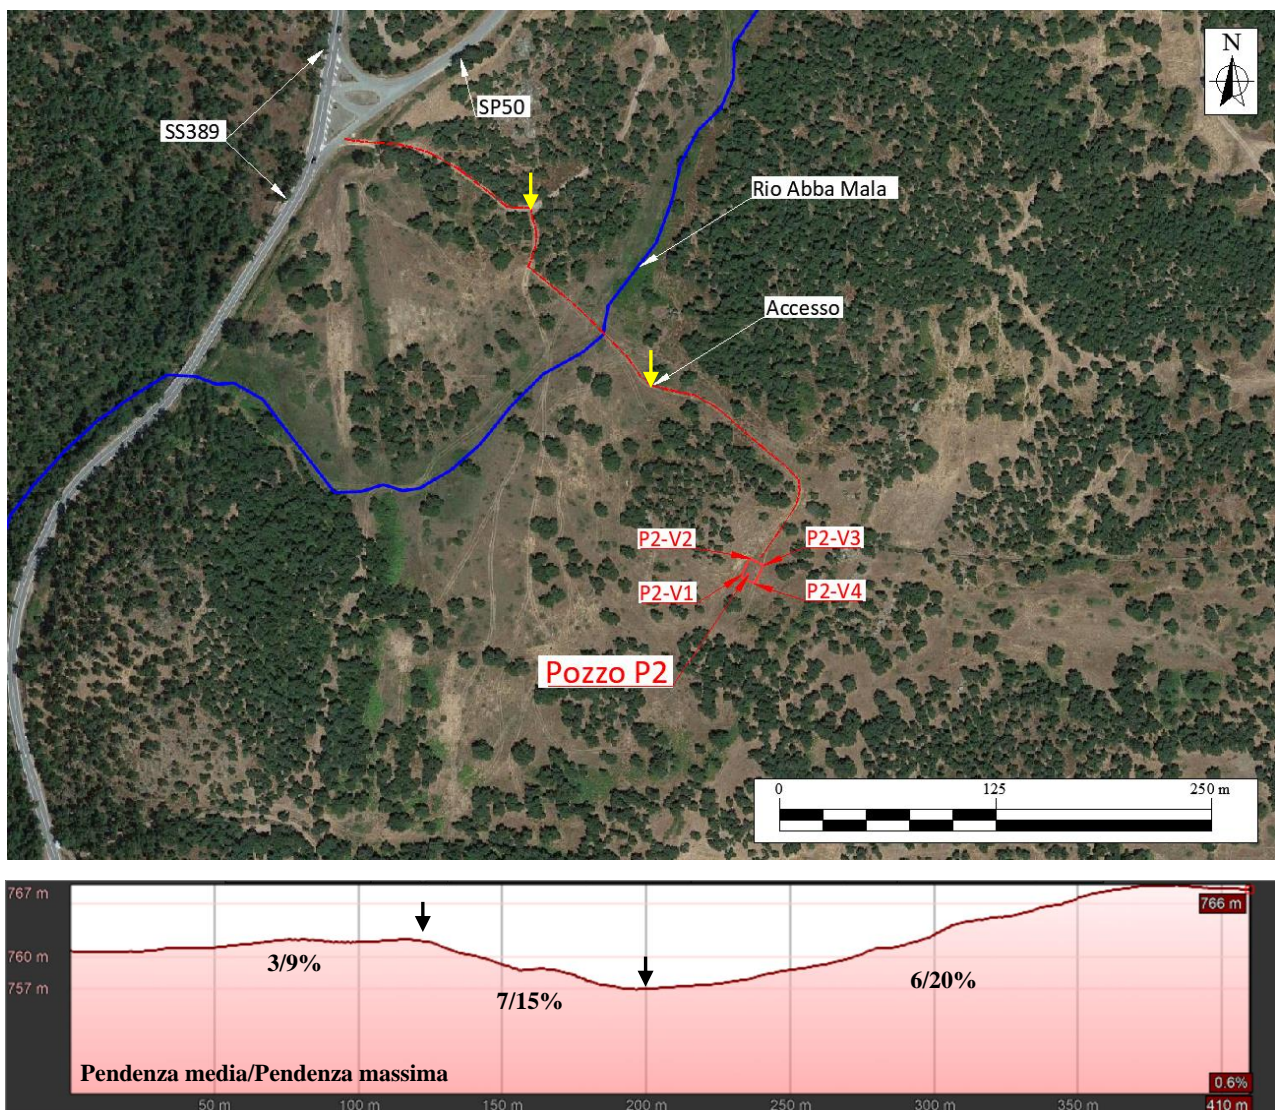 N
SP50
SS389
Rio Abba Mala
Accesso
P2-V2
P2-V3
P2-V1
P2-V4
Pozzo P2
0
125
250 m
767 m
766 m
760 m
3/9%
757 m
7/15%
6/20%
Pendenza media/Pendenza massima
0.6%
50 m
100 m
150 m
200 m
250 m
300 m
350 m
410 m